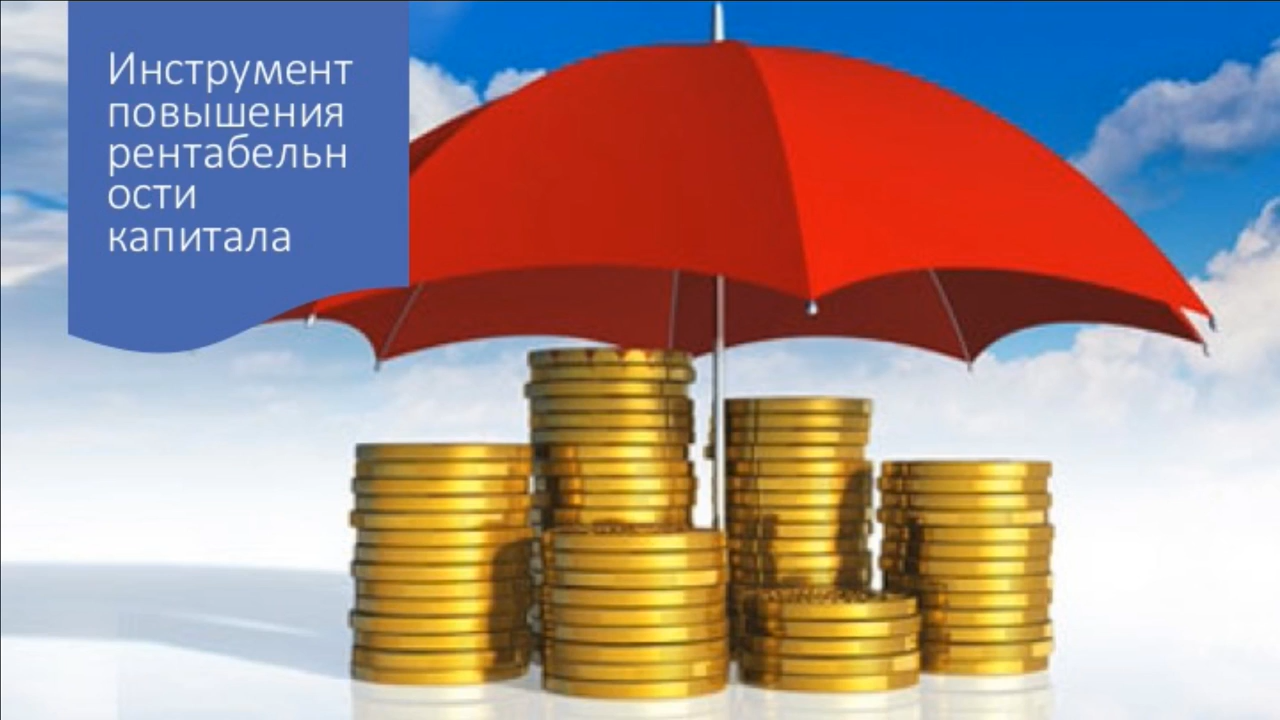 Инструмент
повышения
рентабельн
ости
капитала